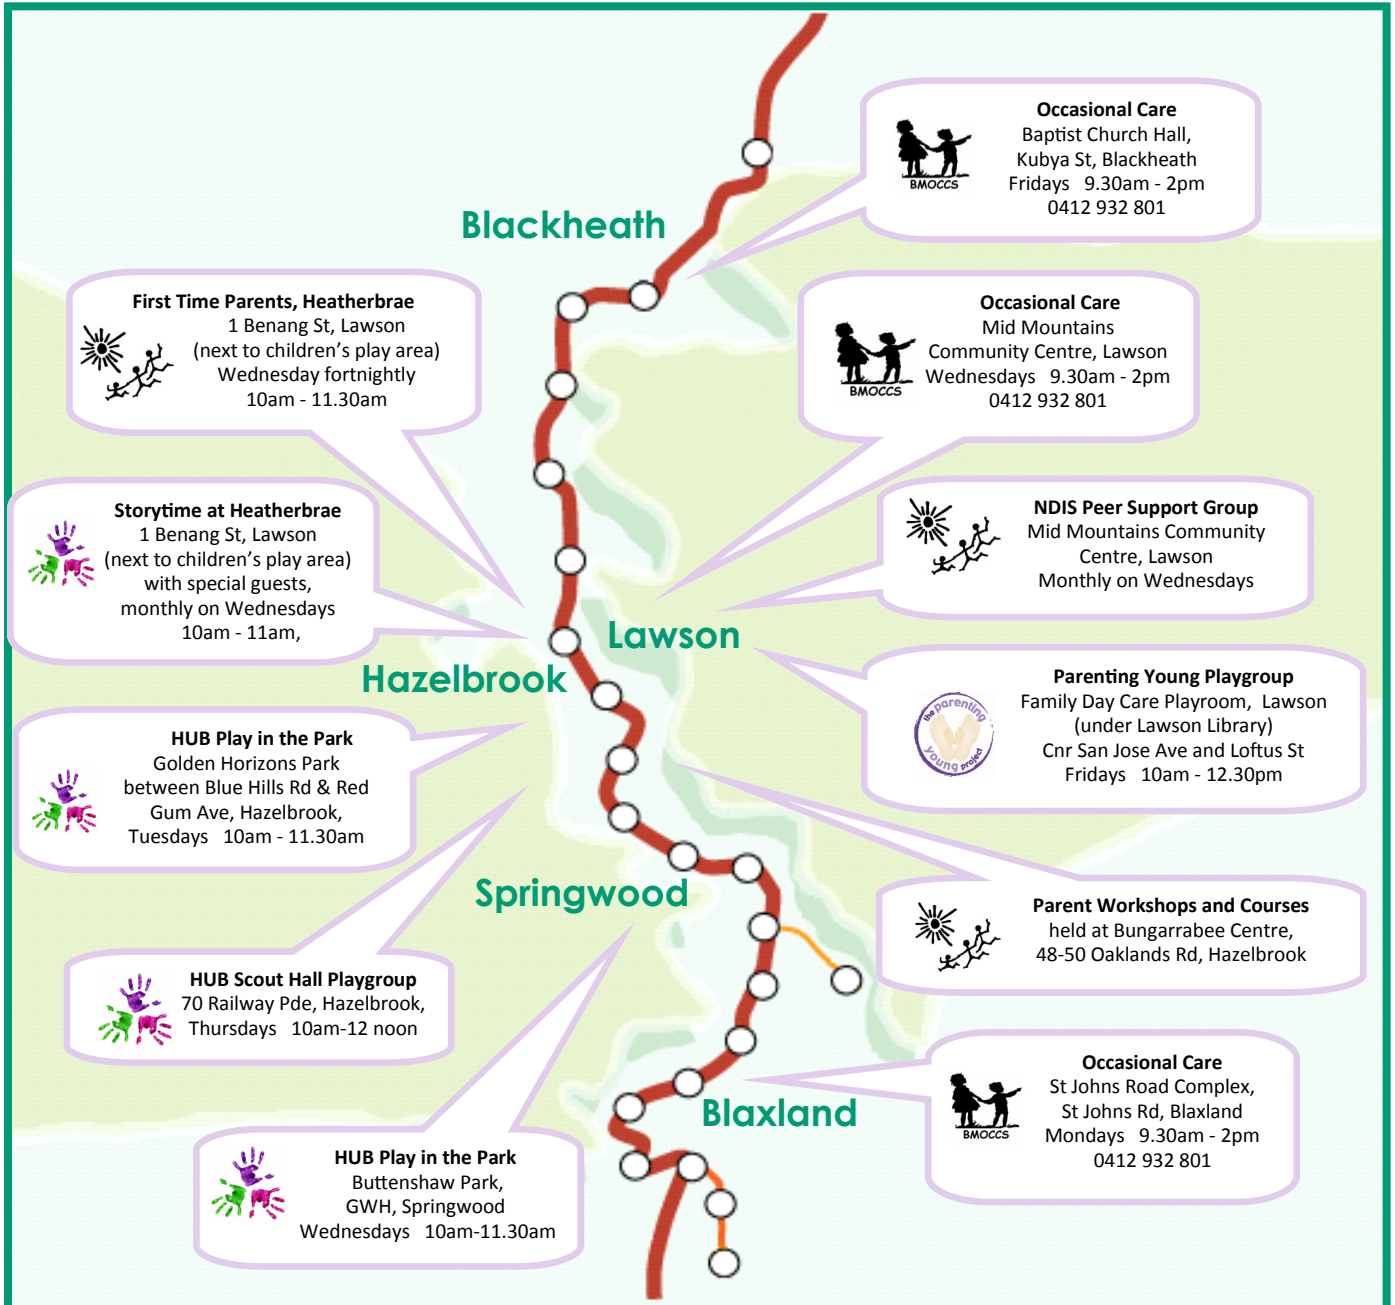 Occasional Care
Baptist Church Hall,
Kubya St, Blackheath
Fridays 9.30am - 2pm
0412 932 801
BMOCCS
Blackheath
First Time Parents, Heatherbrae
1 Benang St, Lawson
(next to children's play area)
Wednesday fortnightly
10am - 11.30am
Occasional Care
Mid Mountains
Community Centre, Lawson
Wednesdays 9.30am - 2pm
0412 932 801
BMOCCS
Storytime at Heatherbrae
1 Benang St, Lawson
(next to children's play area)
with special guests,
monthly on Wednesdays
10am - 11am,
NDIS Peer Support Group
Mid Mountains Community
Centre, Lawson
Monthly on Wednesdays
Lawson
Hazelbrook
Parenting Young Playgroup
Family Day Care Playroom, Lawson
(under Lawson Library)
Cnr San Jose Ave and Loftus St
Fridays 10am - 12.30pm
the parenting
young project
HUB Play in the Park
Golden Horizons Park
between Blue Hills Rd & Red
Gum Ave, Hazelbrook,
Tuesdays 10am - 11.30am
Springwood
Parent Workshops and Courses
held at Bungarrabee Centre,
48-50 Oaklands Rd, Hazelbrook
HUB Scout Hall Playgroup
70 Railway Pde, Hazelbrook,
Thursdays 10am-12 noon
Occasional Care
St Johns Road Complex,
St Johns Rd, Blaxland
Mondays 9.30am - 2pm
0412 932 801
BMOCCS
Blaxland
HUB Play in the Park
Buttenshaw Park,
GWH, Springwood
Wednesdays 10am-11.30am